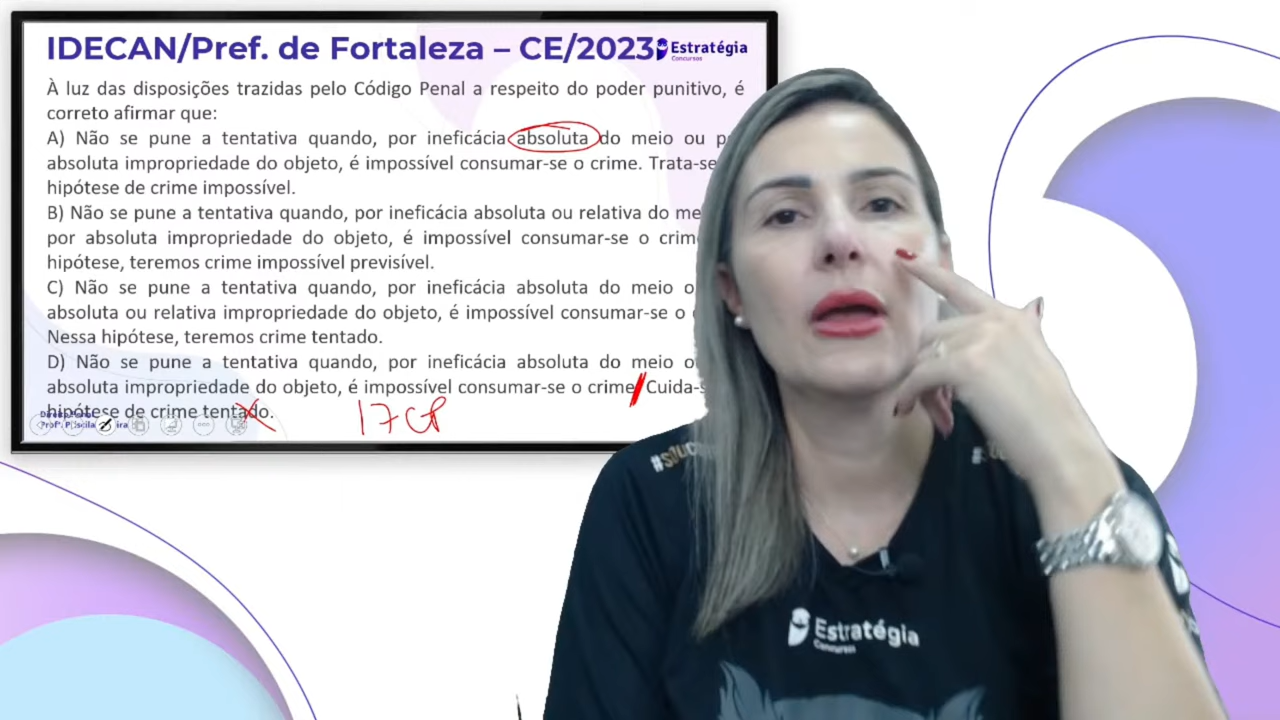 IDECAN/Pref. de Fortaleza – CE/2023
Estratégia
Concursos
À luz das disposições trazidas pelo Código Penal a respeito do poder punitivo, é
correto afirmar que:
A) Não se pune a tentativa quando, por ineficácia absoluta do meio ou
absoluta impropriedade do objeto, é impossível consumar-se o crime. Trata-se
hipótese de crime impossível.
B) Não se pune a tentativa quando, por ineficácia absoluta ou relativa do
por absoluta impropriedade do objeto, é impossível consumar-se o
hipótese, teremos crime impossível previsível.
C) Não se pune a tentativa quando, por ineficácia absoluta do meio
absoluta ou relativa impropriedade do objeto, é impossível consumar-se o
Nessa hipótese, teremos crime tentado.
D) Não se pune a tentativa quando, por ineficácia absoluta do meio
absoluta impropriedade do objeto, é impossível consumar-se o crime.
hipótese de crime tentado.
17 CP
Estratégia
Concursos